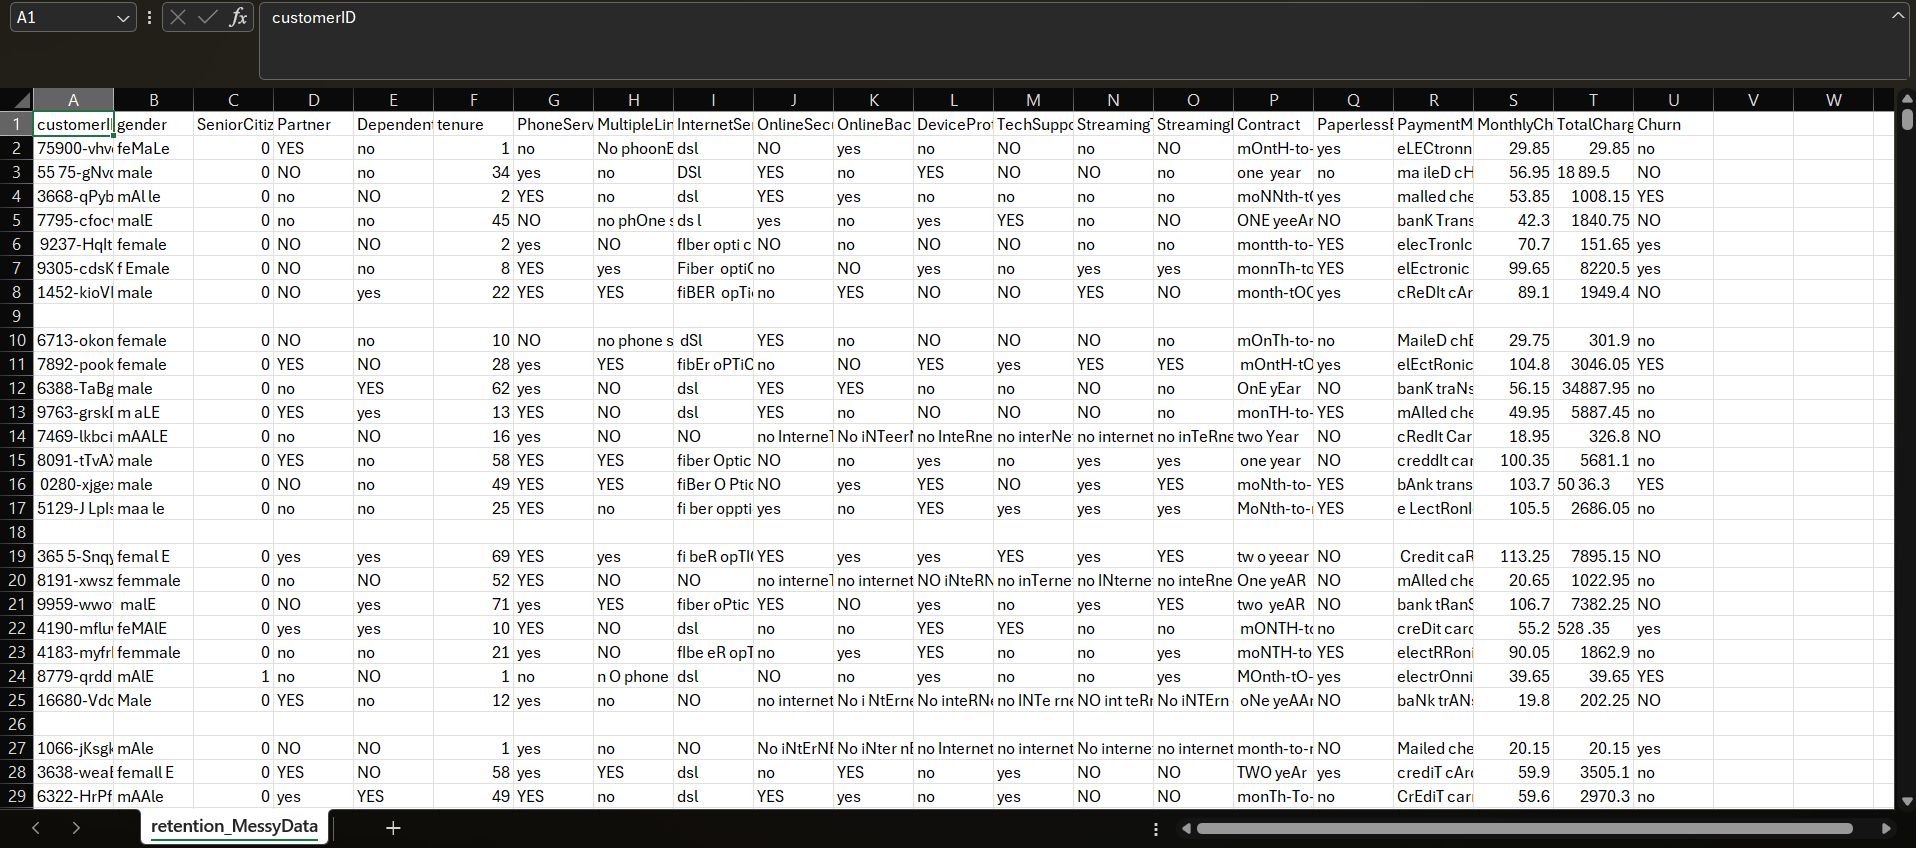 A1 fx customerID
A B C D E F G H I J K L M N O P Q R S T U V W
1 customerI gender SeniorCitiz Partner Dependent tenure PhoneServ MultipleLin InternetSe OnlineSecu OnlineBac DevicePro TechSuppo Streaming Streaming Contract Paperless PaymentM MonthlyCh TotalCharg Churn
2 75900-vhv feMaLe 0 YES no 1 no No phoonE dsl NO yes no NO no NO mOntH-to- yes eLECtronn 29.85 29.85 no
3 55 75-gNv male 0 NO no 34 yes no DSl YES no YES NO NO no one year no ma ileD cH 56.95 18 89.5 NO
4 3668-qPyb mAl le 0 no NO 2 YES no dsl YES yes no no no no moNNth-t yes malled che 53.85 1008.15 YES
5 7795-cfoc malE 0 no no 45 NO no phOne s ds l yes no yes YES no NO ONE yeeAr NO banK Trans 42.3 1840.75 NO
6 9237-Hqlt female 0 NO NO 2 yes NO fIber opti c NO no NO NO no no montth-to- YES elecTronIc 70.7 151.65 yes
7 9305-cdsK f Emale 0 NO no 8 YES yes Fiber opti no NO yes no yes yes monnTh-to YES elEctronic 99.65 8220.5 yes
8 1452-kioV male 0 NO yes 22 YES YES fiBER opTi no YES NO NO YES NO month-tO yes cReDIt cAr 89.1 1949.4 NO
9
10 6713-okon female 0 NO no 10 NO no phone s dSl YES no NO NO NO no mOnTh-to- no MaileD chE 29.75 301.9 no
11 7892-pook female 0 YES NO 28 yes YES fibEr oPTiC no NO YES yes YES YES mOntH-tO yes elEctRonic 104.8 3046.05 YES
12 6388-TaBg male 0 no YES 62 yes NO dsl YES YES no no NO no OnE yEar NO banK traNs 56.15 34887.95 no
13 9763-grskI m aLE 0 YES yes 13 YES NO dsl YES no NO NO NO no monTH-to- YES mAIled che 49.95 5887.45 no
14 7469-lkbci mAALE 0 no NO 16 yes NO NO no Interne No iNTeer no InteRne no interNe no internet no inTeRne two Year NO cRedIt Car 18.95 326.8 NO
15 8091-tTvA male 0 YES no 58 YES YES fiber Optic NO no yes no yes yes one year NO creddIt car 100.35 5681.1 no
16 0280-xjge male 0 NO no 49 YES YES fiBer O Ptic NO yes YES NO yes YES moNth-to- YES bAnk trans 103.7 50 36.3 YES
17 5129-J LpIs maa le 0 no no 25 YES no fi ber oppti yes no YES yes yes yes MoNth-to- YES e LectRonI 105.5 2686.05 no
18
19 365 5-Snqy femal E 0 yes yes 69 YES yes fi beR opTI YES yes yes YES yes YES tw o yeear NO Credit caR 113.25 7895.15 NO
20 8191-xwsz femmale 0 no NO 52 YES NO NO no interne no internet NO iNteRN no inTerne no INterne no inteRne One yeAR NO mAIled che 20.65 1022.95 no
21 9959-wwo malE 0 NO yes 71 yes YES fiber oPtic YES NO yes no yes YES two yeAR NO bank tRanS 106.7 7382.25 NO
22 4190-mflu feMAlE 0 yes yes 10 YES NO dsl no no YES YES no no mONTH-t no creDit card 55.2 528 .35 yes
23 4183-myfr femmale 0 no no 21 yes NO fIbe eR opT no yes YES no no yes moNTH-to YES electRRoni 90.05 1862.9 no
24 8779-qrdd mAlE 1 no NO 1 no n O phone dsl NO no yes no no yes MOnth-tO- yes electrOnni 39.65 39.65 YES
25 16680-Vdc Male 0 YES no 12 yes no NO no internet No i NtErne No inteRNe no INTe rne NO int teRr No iNTErn oNe yeAAr NO baNk trANs 19.8 202.25 NO
26
27 1066-jKsgk mAle 0 NO NO 1 yes no NO No iNtErNE No iNter nE no Internet no internet No interne no internet month-to-r NO Mailed che 20.15 20.15 yes
28 3638-weaE femall E 0 YES NO 58 yes YES dsl no YES no yes NO NO TWO yeAr yes crediT cArd 59.9 3505.1 no
29 6322-HrPf mAAle 0 yes YES 49 YES no dsl YES yes no yes NO NO monTh-To- no CrEdiT car 59.6 2970.3 no
retention_MessyData